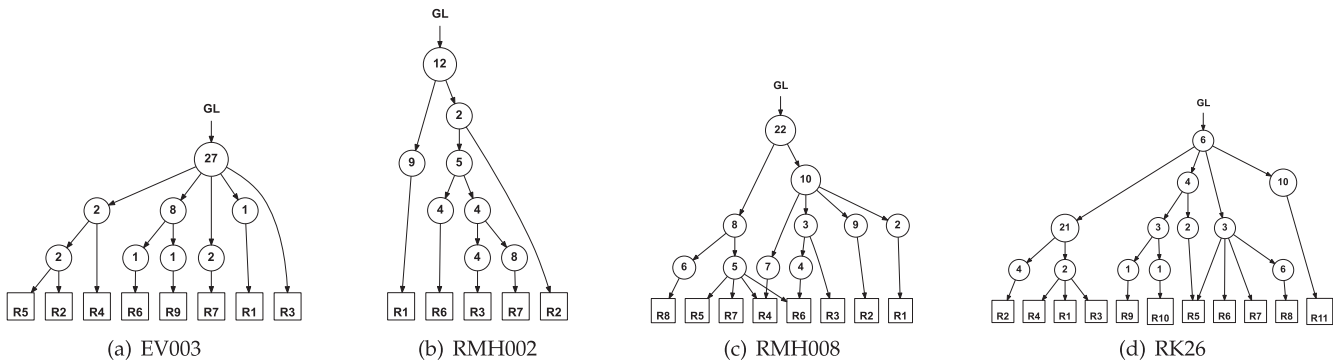 GL
27
2
8
1
2
1
1
2
R5
R2
R4
R6
R9
R7
R1
R3
(a) EV003
GL
12
2
9
5
4
4
4
8
R1
R6
R3
R7
R2
(b) RMH002
GL
22
10
8
3
9
2
6
5
7
4
R8
R5
R7
R4
R6
R3
R2
R1
(c) RMH008
GL
6
4
10
21
3
2
3
4
2
1
1
6
R2
R4
R1
R3
R9
R10
R5
R6
R7
R8
R11
(d) RK26